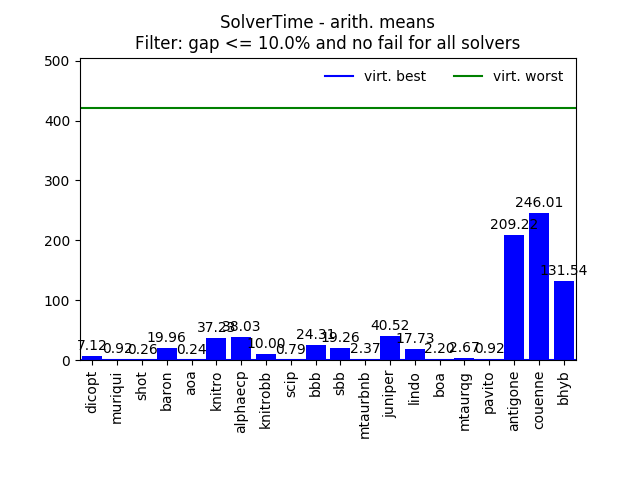 SolverTime - arith. means
Filter: gap <= 10.0% and no fail for all solvers
500
400
300
200
100
0
virt. best
virt. worst
7.12
0.92
0.26
19.96
0.24
37.23
38.03
10.00
0.79
24.31
19.26
2.37
40.52
17.73
2.20
2.67
0.92
209.22
246.01
131.54
dicopt
muriqui
shot
baron
aoa
knitro
alphaecp
knitrobb
scip
bbb
sbb
mtaurbnb
juniper
lindo
boa
mtaurqg
pavito
antigone
couenne
bhyb